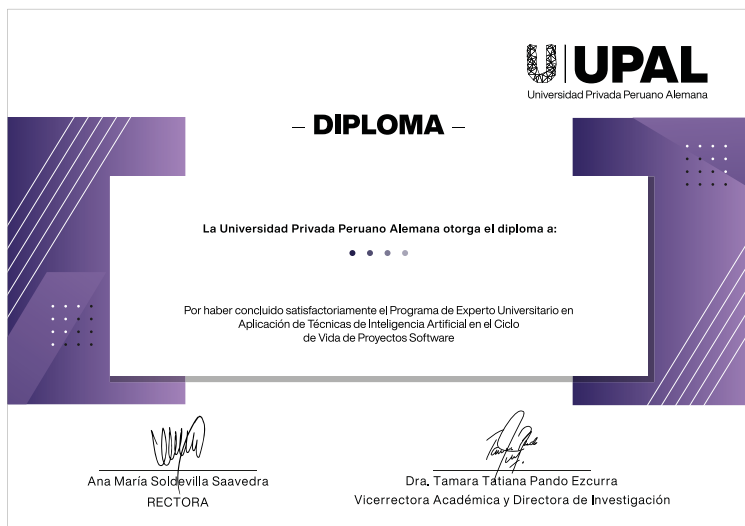 UPAL
Universidad Privada Peruano Alemana
– DIPLOMA –
La Universidad Privada Peruano Alemana otorga el diploma a:
Por haber concluido satisfactoriamente el Programa de Experto Universitario en
Aplicación de Técnicas de Inteligencia Artificial en el Ciclo
de Vida de Proyectos Software
Ana María Soldevilla Saavedra
RECTORA
Dra. Tamara Tatiana Pando Ezcurra
Vicerrectora Académica y Directora de Investigación